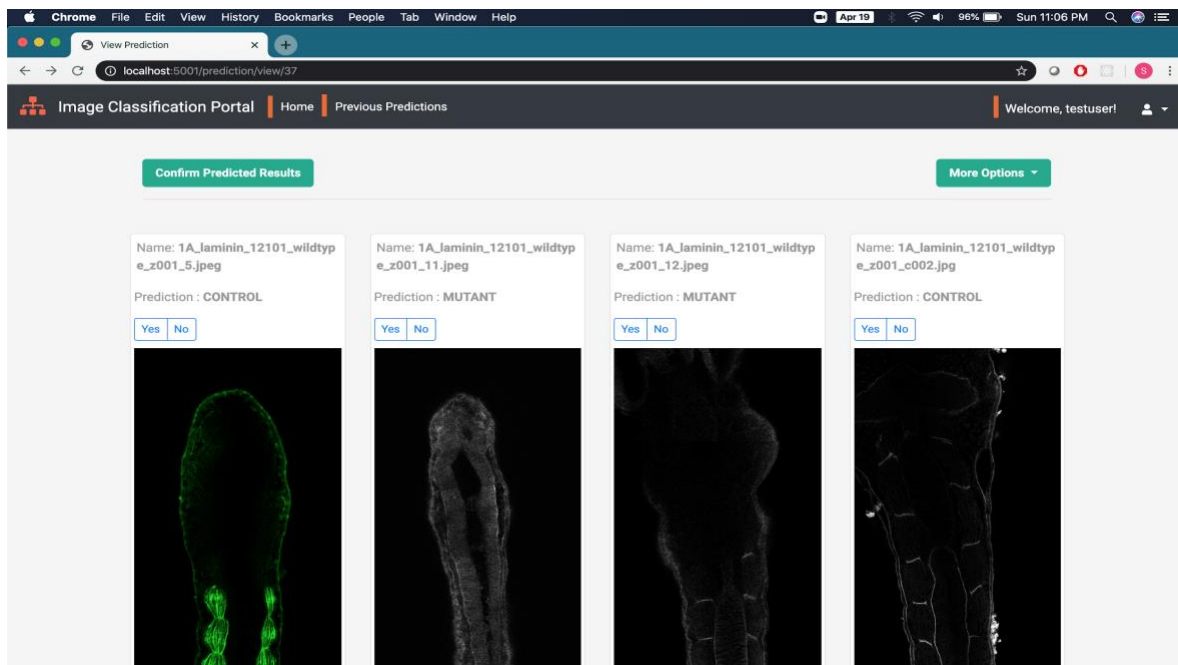 Chrome File Edit View History Bookmarks People Tab Window Help
Apr 19 96% Sun 11:06 PM
View Prediction
localhost:5001/prediction/view/37
S
Image Classification Portal Home Previous Predictions Welcome, testuser!
Confirm Predicted Results More Options
Name: 1A_laminin_12101_wildtyp
e_z001_5.jpeg
Prediction : CONTROL
Yes No
Name: 1A_laminin_12101_wildtyp
e_z001_11.jpeg
Prediction : MUTANT
Yes No
Name: 1A_laminin_12101_wildtyp
e_z001_12.jpeg
Prediction : MUTANT
Yes No
Name: 1A_laminin_12101_wildtyp
e_z001_c002.jpg
Prediction : CONTROL
Yes No